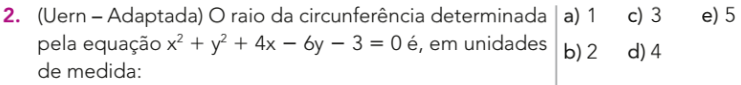 2. (Uern – Adaptada) O raio da circunferência determinada
pela equação x² + y² + 4x − 6y − 3 = 0 é, em unidades
de medida:
a) 1 c) 3 e) 5
b) 2 d) 4